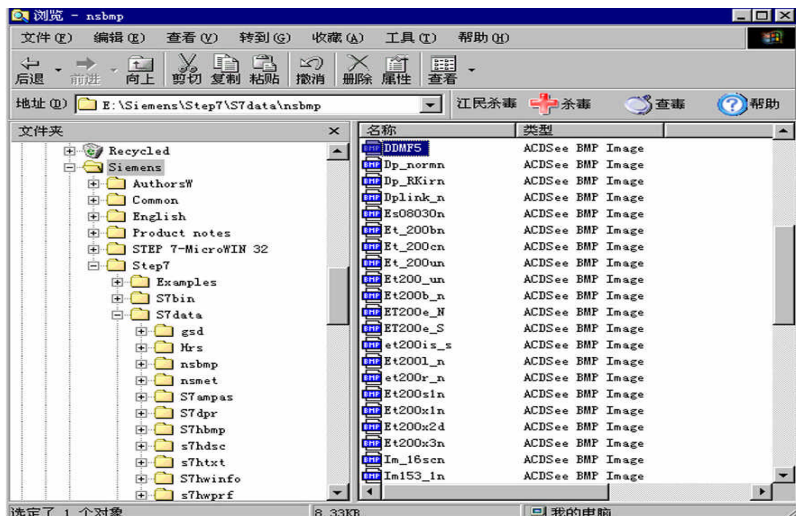 浏览 - nsbmp
文件(F) 编辑(E) 查看(V) 转到(G) 收藏(A) 工具(T) 帮助(H)
后退 前进 向上 剪切 复制 粘贴 撤消 删除 属性 查看
地址(D) E:\Siemens\Step7\S7data\nsbmp 江民杀毒 杀毒 查毒 帮助
文件夹
Recycled
Siemens
AuthorsW
Common
English
Product notes
STEP 7-MicroWIN 32
Step7
Examples
S7bin
S7data
gsd
Hrs
nsbmp
nsmet
S7ampas
S7dpr
S7hbmp
s7hdsc
s7htxt
S7hwinfo
s7hwprf
名称 类型
DDMF5 ACDSee BMP Image
Dp_normn ACDSee BMP Image
Dp_RKirn ACDSee BMP Image
Dplink_n ACDSee BMP Image
Es08030n ACDSee BMP Image
Et_200bn ACDSee BMP Image
Et_200cn ACDSee BMP Image
Et_200un ACDSee BMP Image
Et200_un ACDSee BMP Image
Et200b_n ACDSee BMP Image
ET200e_N ACDSee BMP Image
ET200e_S ACDSee BMP Image
et200is_s ACDSee BMP Image
Et200l_n ACDSee BMP Image
et200r_n ACDSee BMP Image
Et200s1n ACDSee BMP Image
Et200x1n ACDSee BMP Image
Et200x2d ACDSee BMP Image
Et200x3n ACDSee BMP Image
Im_16scn ACDSee BMP Image
Im153_1n ACDSee BMP Image
选定了 1 个对象 8.33KB 我的电脑